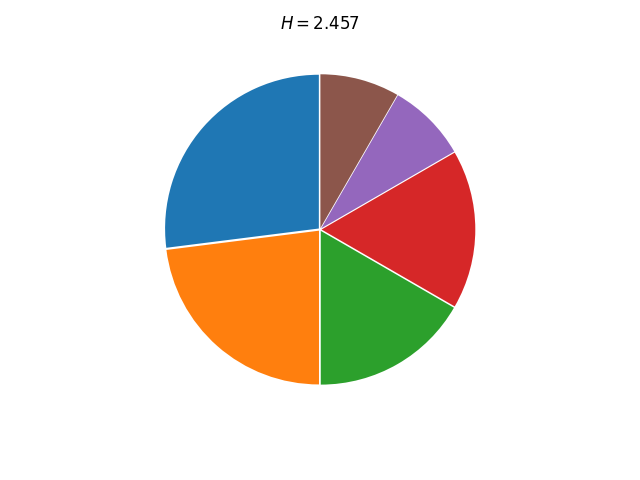 H = 2.457